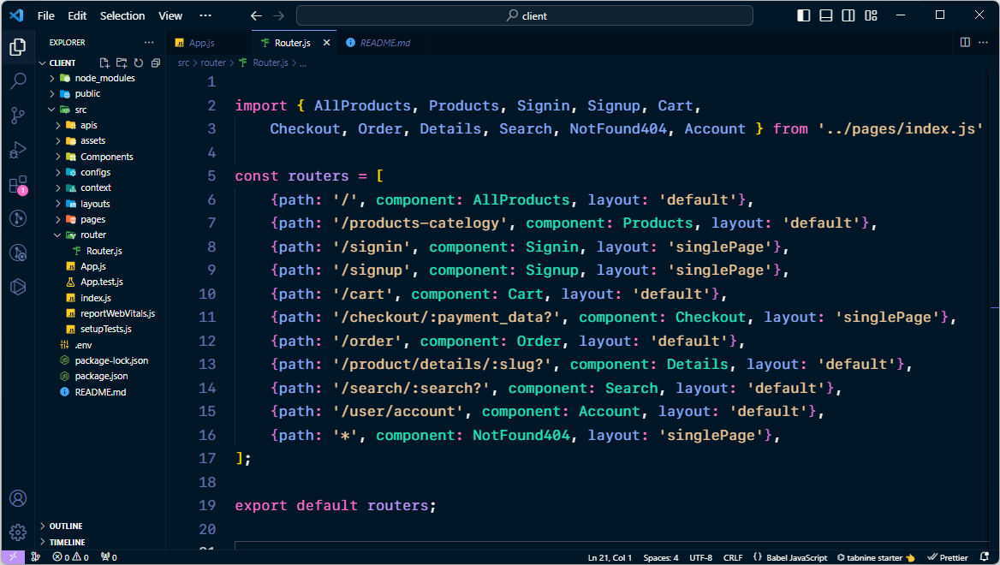 File Edit Selection View ··· client
EXPLORER ···
CLIENT
node_modules
public
src
apis
assets
Components
configs
context
layouts
pages
router
Router.js
App.js
App.test.js
index.js
reportWebVitals.js
setupTests.js
.env
package-lock.json
package.json
README.md
OUTLINE
TIMELINE
1
App.js Router.js README.md
src > router > Router.js > ...
1
2 import { AllProducts, Products, Signin, Signup, Cart,
3 Checkout, Order, Details, Search, NotFound404, Account } from '../pages/index.js'
4
5 const routers = [
6 {path: '/', component: AllProducts, layout: 'default'},
7 {path: '/products-catelogy', component: Products, layout: 'default'},
8 {path: '/signin', component: Signin, layout: 'singlePage'},
9 {path: '/signup', component: Signup, layout: 'singlePage'},
10 {path: '/cart', component: Cart, layout: 'default'},
11 {path: '/checkout/:payment_data?', component: Checkout, layout: 'singlePage'},
12 {path: '/order', component: Order, layout: 'default'},
13 {path: '/product/details/:slug?', component: Details, layout: 'default'},
14 {path: '/search/:search?', component: Search, layout: 'default'},
15 {path: '/user/account', component: Account, layout: 'default'},
16 {path: '*', component: NotFound404, layout: 'singlePage'},
17 ];
18
19 export default routers;
20
21
0 0 0 Ln 21, Col 1 Spaces: 4 UTF-8 CRLF {} Babel JavaScript tabnine starter 👈 Prettier